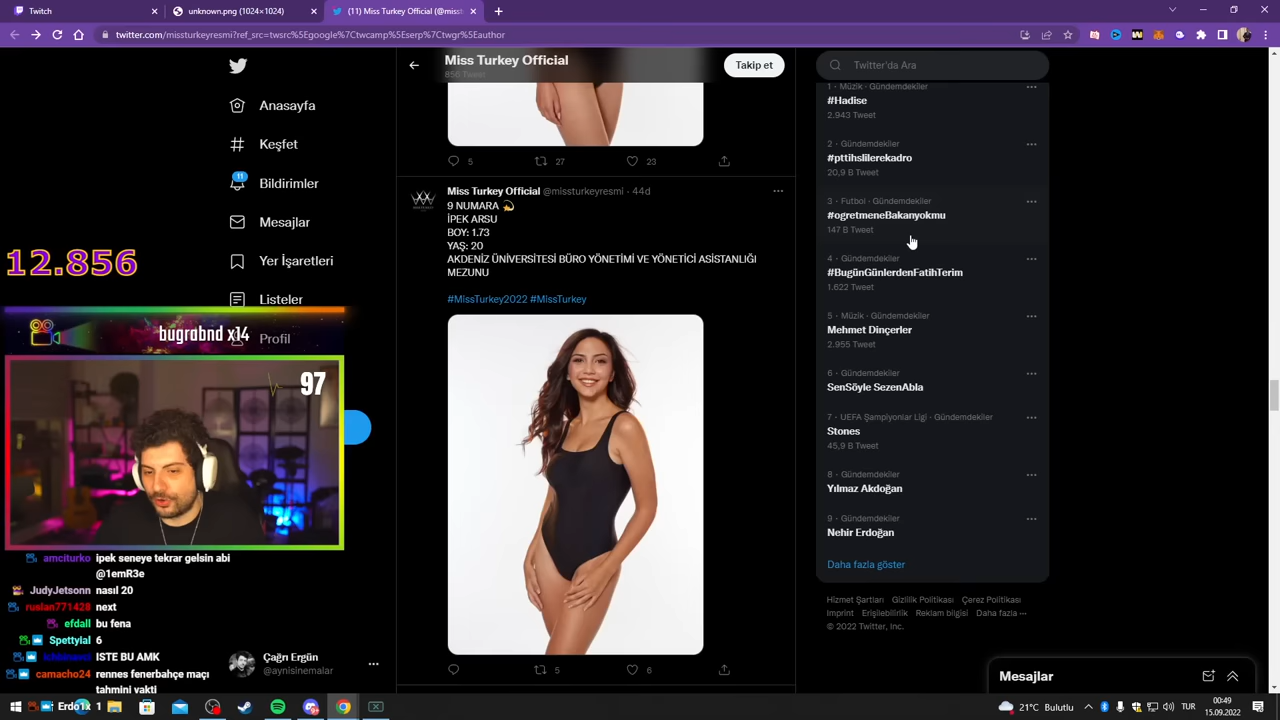 Twitch
unknown.png (1024×1024)
(11) Miss Turkey Official (@misst
twitter.com/missturkeyresmi?ref_src=twsrc%5Egoogle%7Ctwcamp%5Eserp%7Ctwgr%5Eauthor
Anasayfa
Keşfet
11
Bildirimler
Mesajlar
Yer İşaretleri
Listeler
Profil
12.856
bugrabnd x14
97
amciturko ipek seneye tekrar gelsin abi
@1emR3e
JudyJetsonn nasıl 20
ruslan771428 next
efdall bu fena
Spettyial 6
ISTE BU AMK
camacho24 rennes fenerbahçe maçı
tahmini vakti
Erdo1x 1
Çağrı Ergün
@aynisinemalar
Miss Turkey Official
856 Tweet
Takip et
5 27 23
Miss Turkey Official @missturkeyresmi · 44d
9 NUMARA 💫
İPEK ARSU
BOY: 1.73
YAŞ: 20
AKDENİZ ÜNİVERSİTESİ BÜRO YÖNETİMİ VE YÖNETİCİ ASİSTANLIĞI
MEZUNU
#MissTurkey2022 #MissTurkey
5 6
Twitter'da Ara
1 · Müzik · Gündemdekiler
#Hadise
2.943 Tweet
2 · Gündemdekiler
#pttihslilerekadro
20,9 B Tweet
3 · Futbol · Gündemdekiler
#ogretmeneBakanyokmu
147 B Tweet
4 · Gündemdekiler
#BugünGünlerdenFatihTerim
1.622 Tweet
5 · Müzik · Gündemdekiler
Mehmet Dinçerler
2.955 Tweet
6 · Gündemdekiler
SenSöyle SezenAbla
7 · UEFA Şampiyonlar Ligi · Gündemdekiler
Stones
45,9 B Tweet
8 · Gündemdekiler
Yılmaz Akdoğan
9 · Gündemdekiler
Nehir Erdoğan
Daha fazla göster
Hizmet Şartları Gizlilik Politikası Çerez Politikası
Imprint Erişilebilirlik Reklam bilgisi Daha fazla ···
© 2022 Twitter, Inc.
Mesajlar
21°C Bulutlu
TUR
00:49
15.09.2022